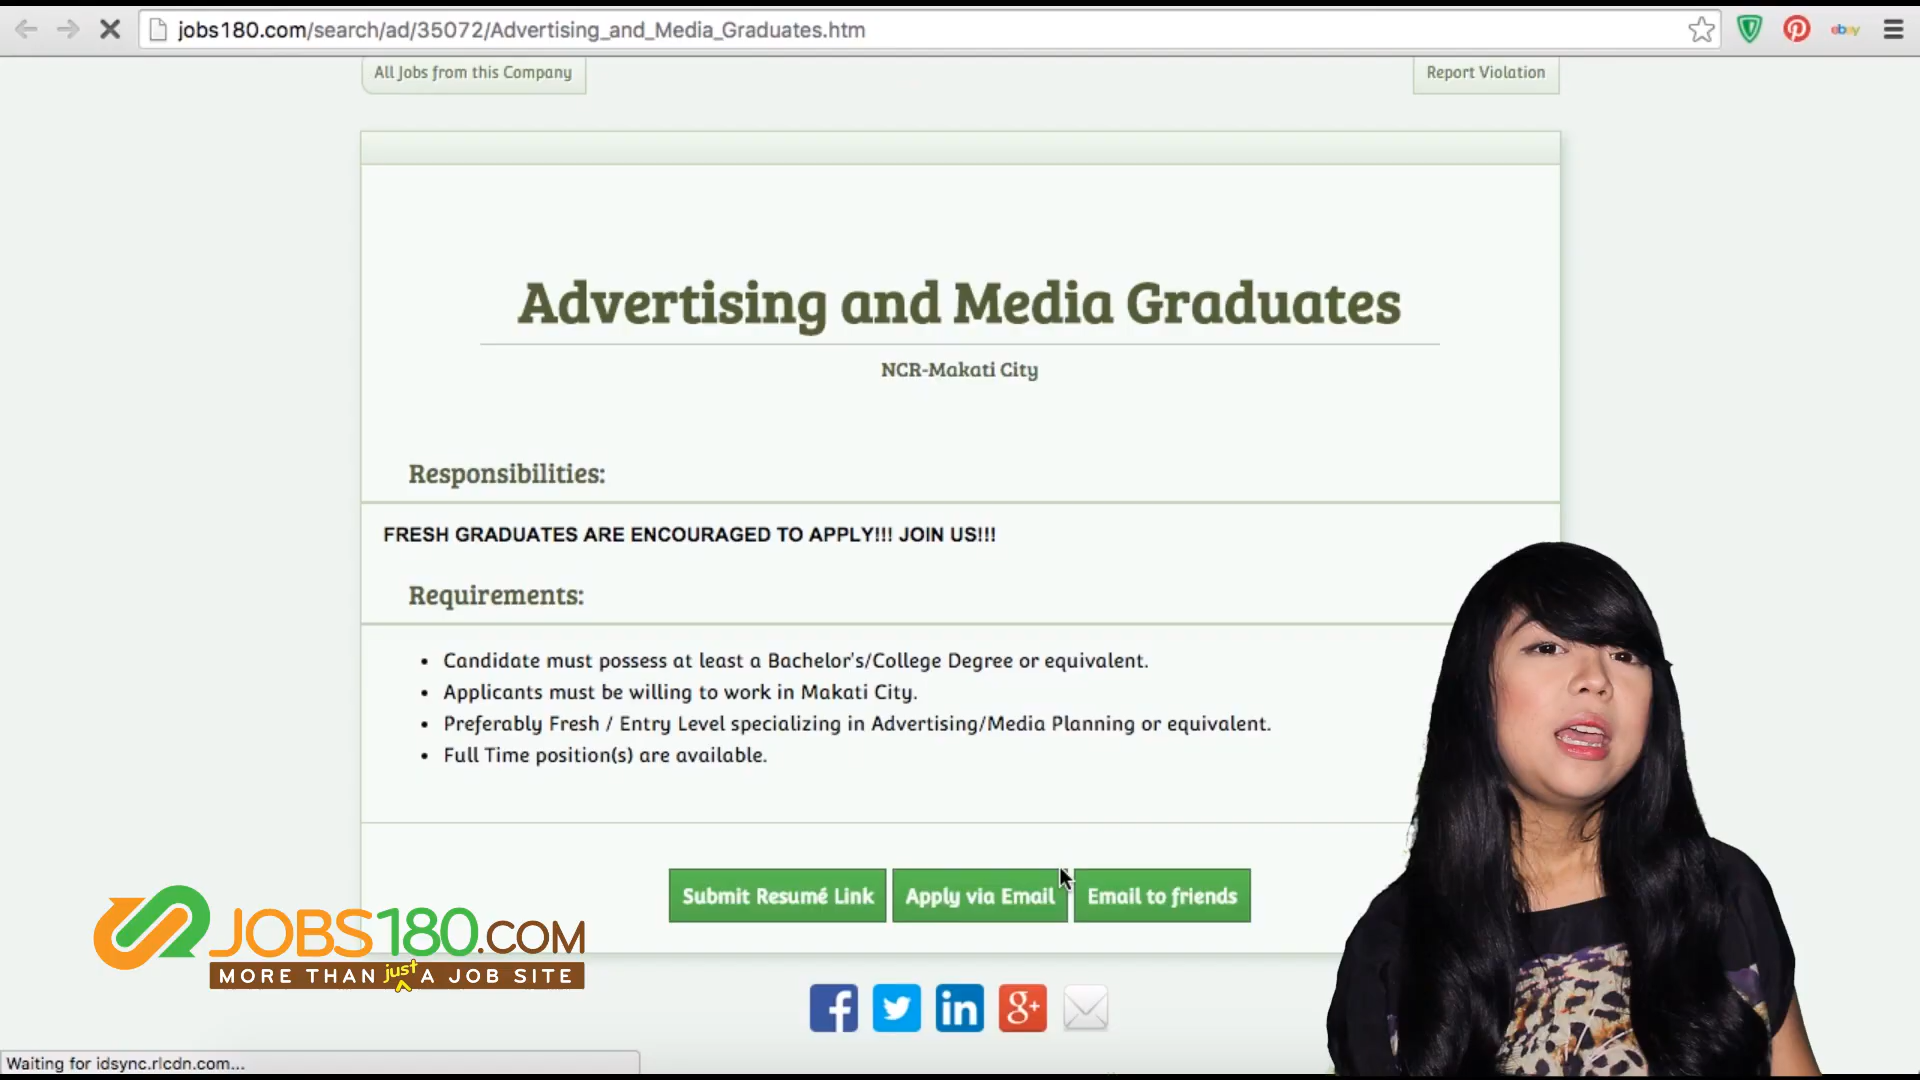 jobs180.com/search/ad/35072/Advertising_and_Media_Graduates.htm
ebay
All Jobs from this Company
Report Violation
Advertising and Media Graduates
NCR-Makati City
Responsibilities:
FRESH GRADUATES ARE ENCOURAGED TO APPLY!!! JOIN US!!!
Requirements:
• Candidate must possess at least a Bachelor's/College Degree or equivalent.
• Applicants must be willing to work in Makati City.
• Preferably Fresh / Entry Level specializing in Advertising/Media Planning or equivalent.
• Full Time position(s) are available.
Submit Resumé Link
Apply via Email
Email to friends
JOBS180.COM
MORE THAN just A JOB SITE
f
in
g+
Waiting for idsync.rlcdn.com...